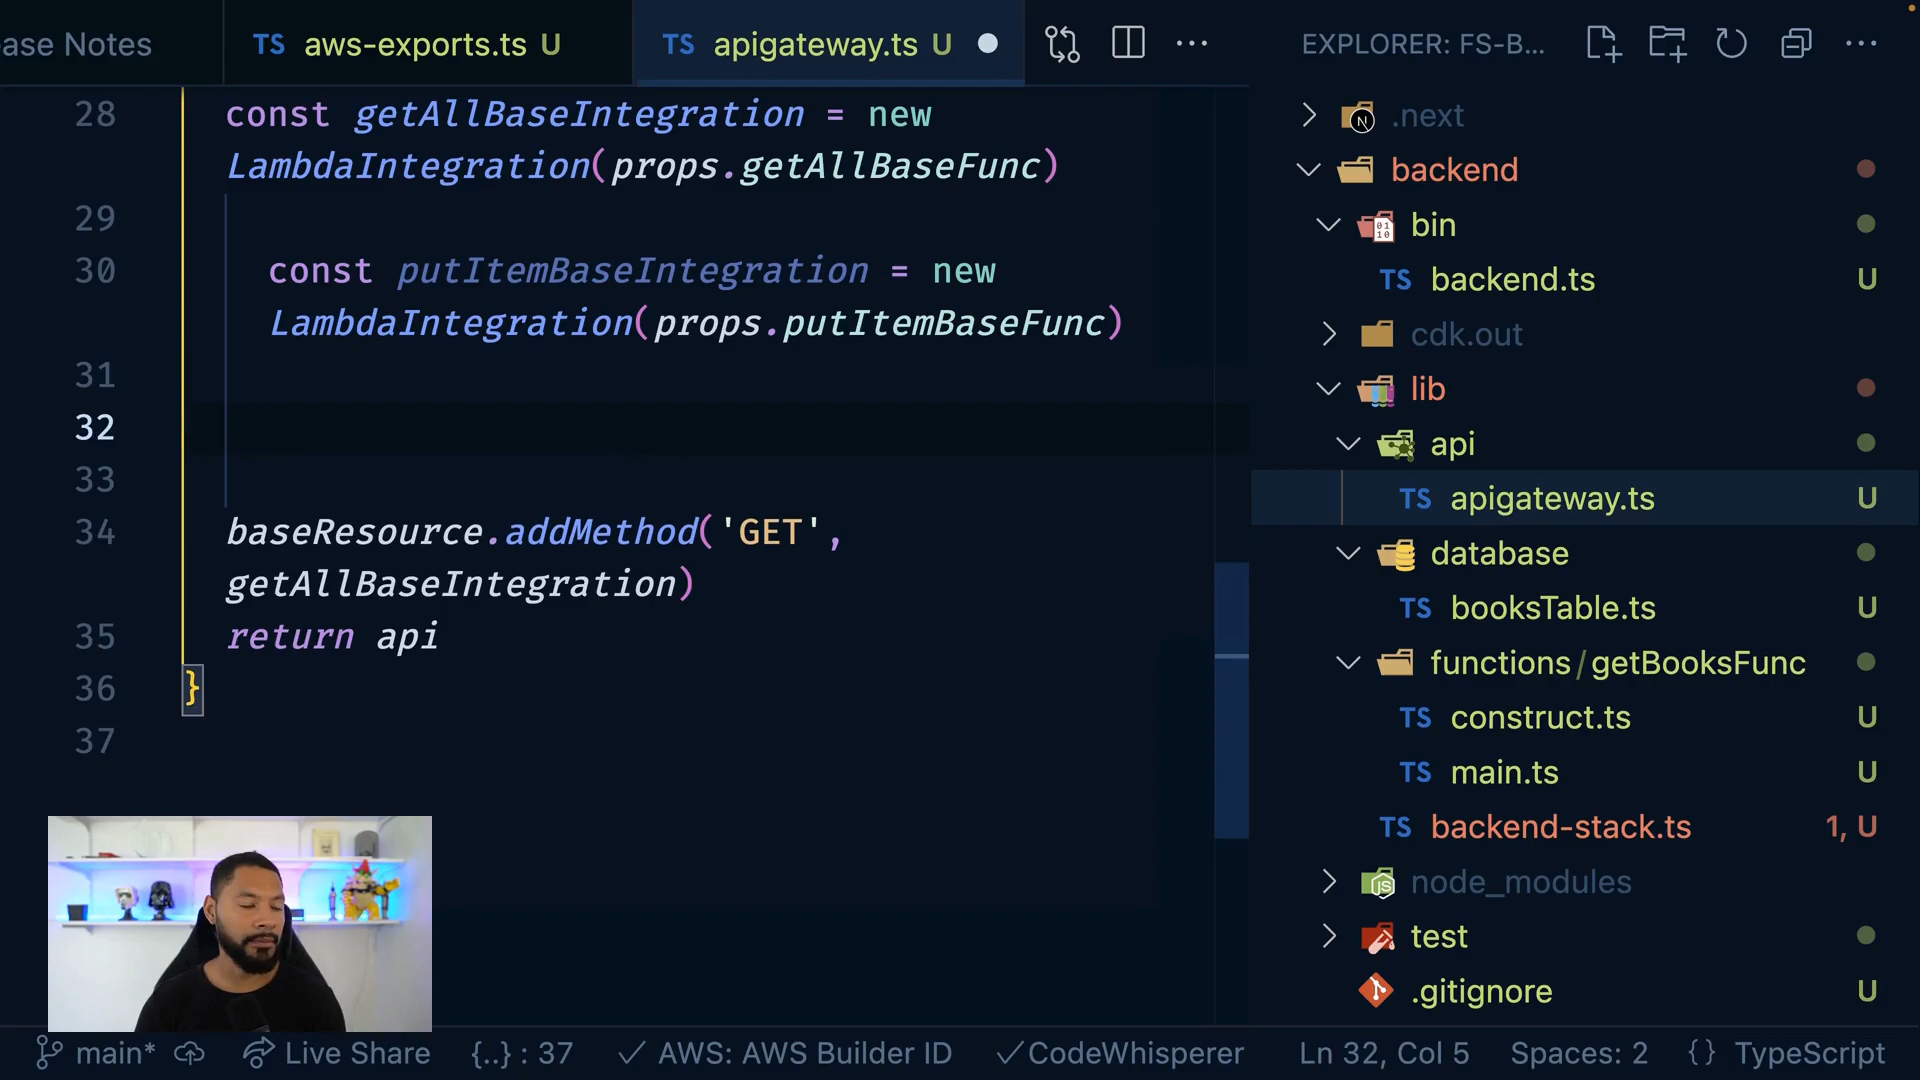 ase Notes
TS aws-exports.ts U
TS apigateway.ts U
EXPLORER: FS-B...
28 const getAllBaseIntegration = new
LambdaIntegration(props.getAllBaseFunc)
29
30 const putItemBaseIntegration = new
LambdaIntegration(props.putItemBaseFunc)
31
32
33
34 baseResource.addMethod('GET',
getAllBaseIntegration)
35 return api
36 }
37
.next
backend
bin
TS backend.ts U
cdk.out
lib
api
TS apigateway.ts U
database
TS booksTable.ts U
functions/getBooksFunc
TS construct.ts U
TS main.ts U
TS backend-stack.ts 1, U
node_modules
test
.gitignore U
main* Live Share {..} : 37 AWS: AWS Builder ID CodeWhisperer Ln 32, Col 5 Spaces: 2 {} TypeScript